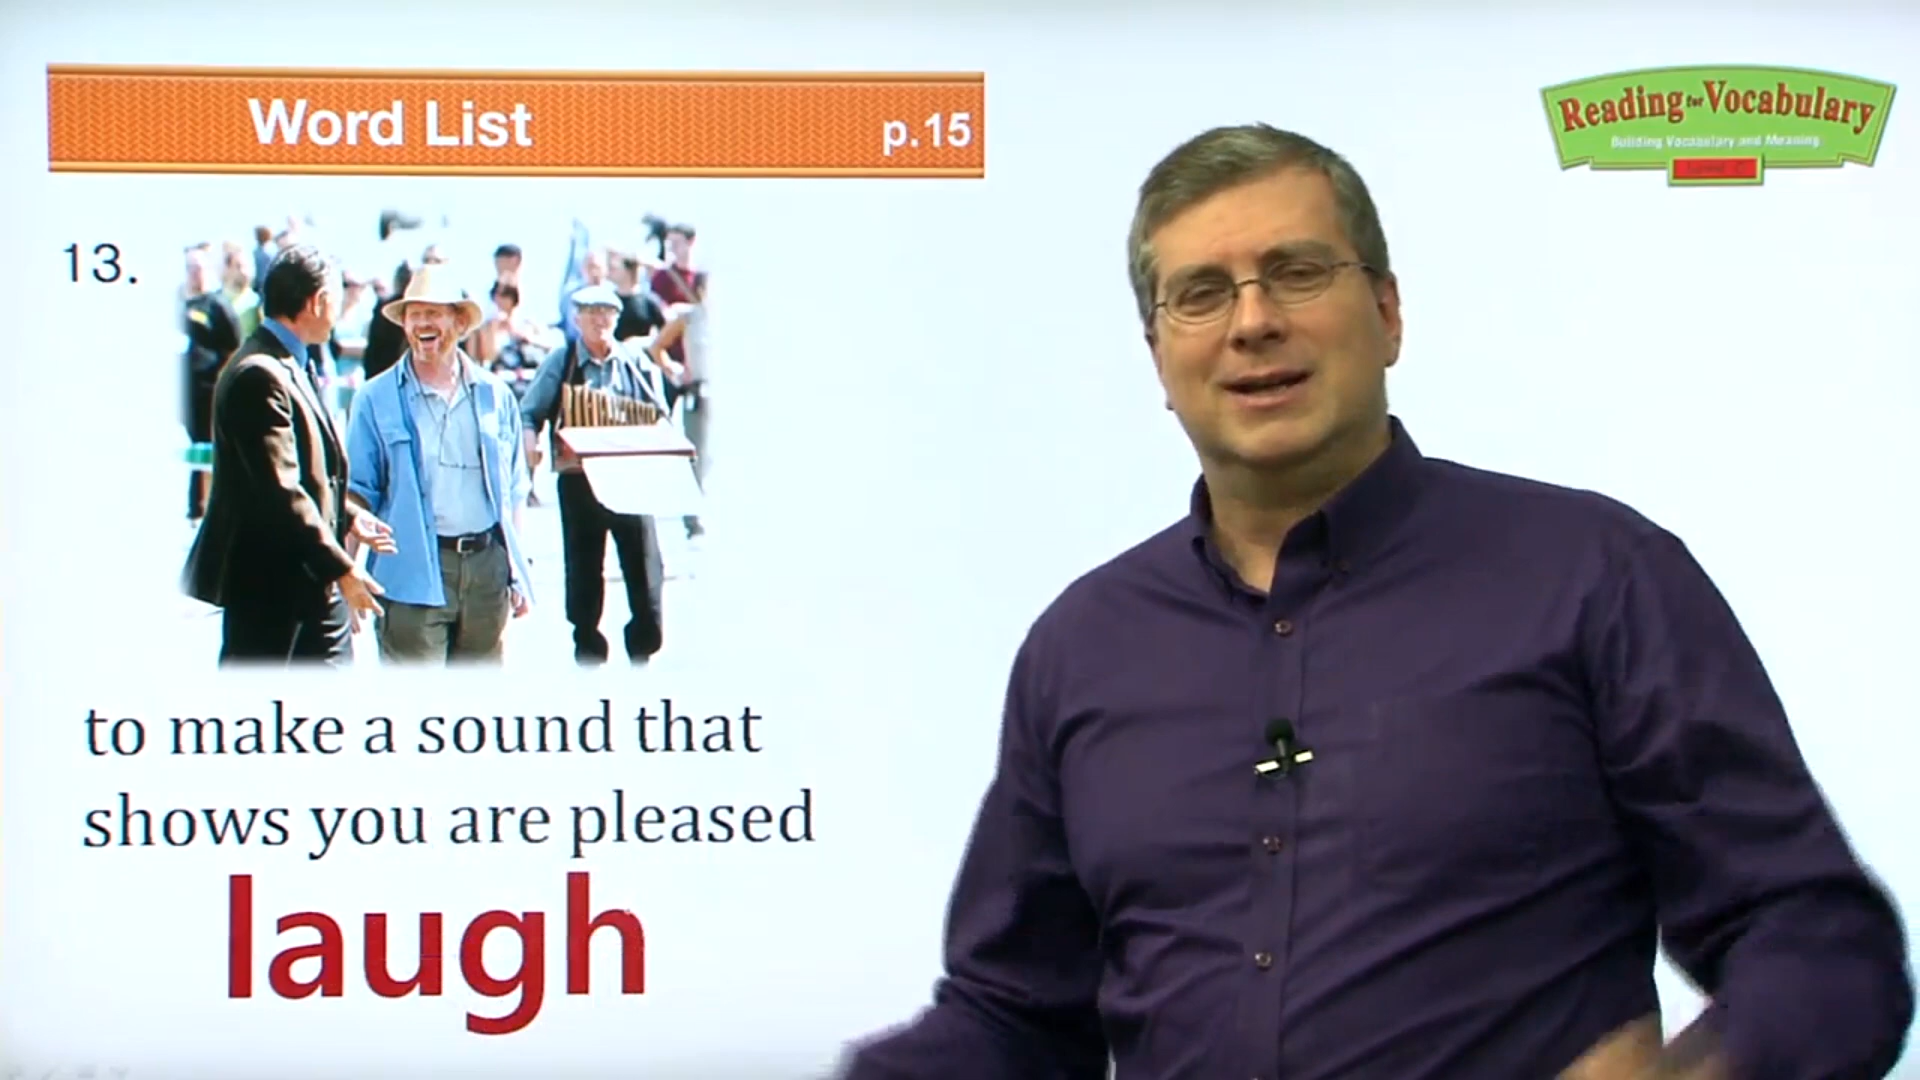 Word List
p.15
Reading for Vocabulary
Building Vocabulary and Meaning
13.
to make a sound that
shows you are pleased
laugh